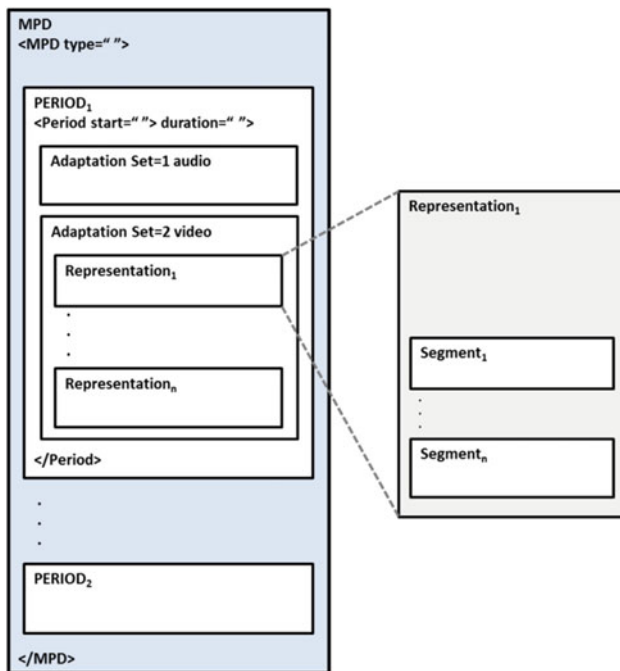 MPD
<MPD type=“ ”>
PERIOD₁
<Period start=“ ”> duration=“ ”>
Adaptation Set=1 audio
Adaptation Set=2 video
Representation₁
.
.
.
Representationₙ
</Period>
.
.
.
PERIOD₂
</MPD>
Representation₁
Segment₁
.
.
.
Segmentₙ